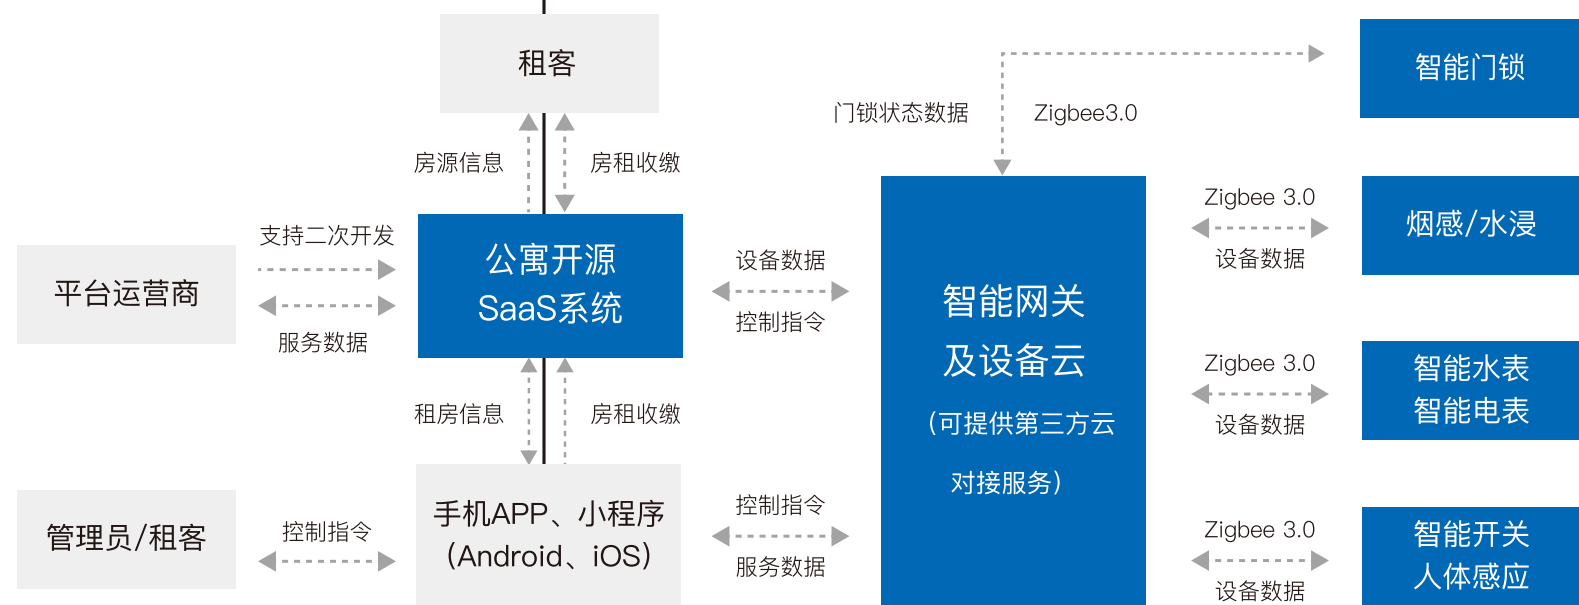 租客
智能门锁
门锁状态数据
Zigbee3.0
房源信息
房租收缴
支持二次开发
平台运营商
服务数据
公寓开源
SaaS系统
设备数据
控制指令
智能网关
及设备云
（可提供第三方云
对接服务）
Zigbee 3.0
设备数据
烟感/水浸
Zigbee 3.0
设备数据
智能水表
智能电表
租房信息
房租收缴
管理员/租客
控制指令
手机APP、小程序
（Android、iOS）
控制指令
服务数据
Zigbee 3.0
设备数据
智能开关
人体感应